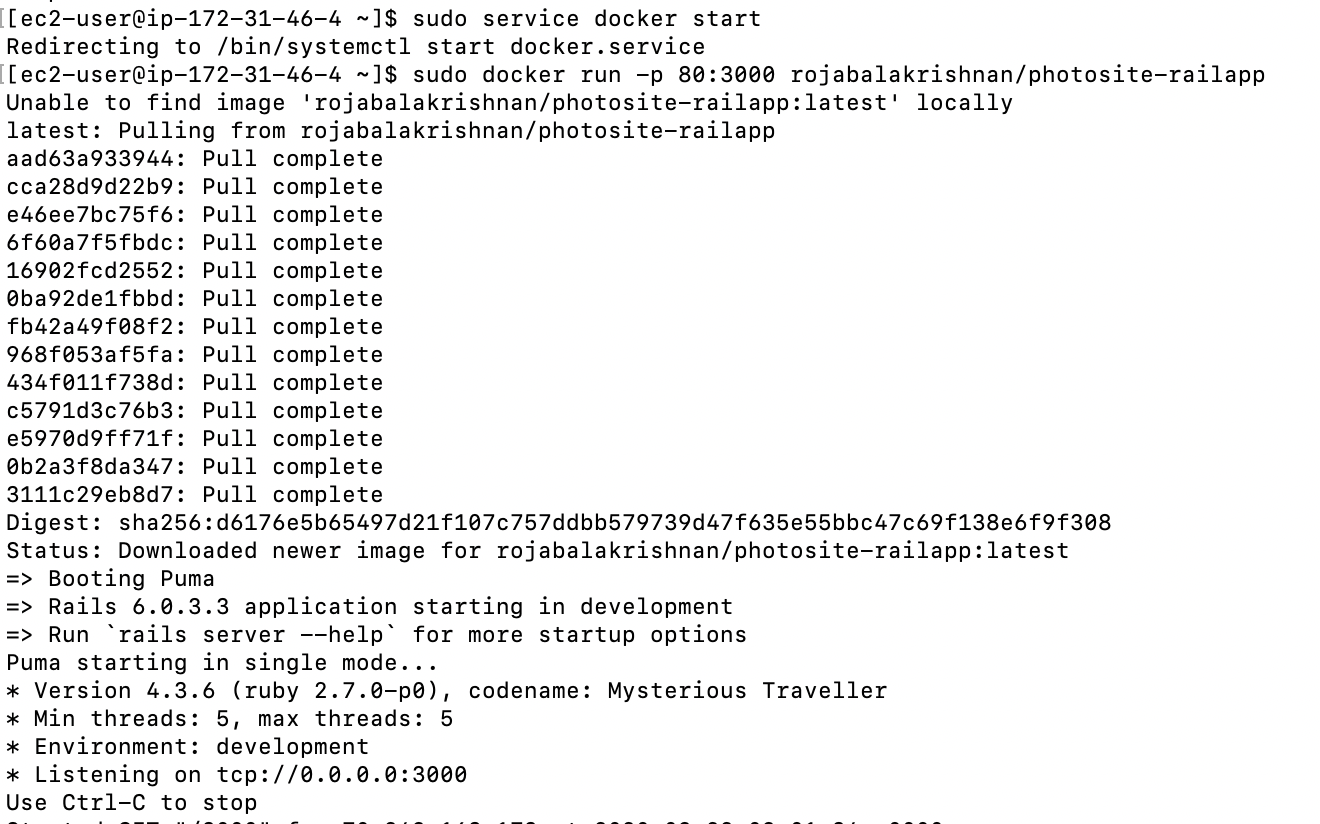 [[ec2-user@ip-172-31-46-4 ~]$ sudo service docker start
Redirecting to /bin/systemctl start docker.service
[[ec2-user@ip-172-31-46-4 ~]$ sudo docker run -p 80:3000 rojabalakrishnan/photosite-railapp
Unable to find image 'rojabalakrishnan/photosite-railapp:latest' locally
latest: Pulling from rojabalakrishnan/photosite-railapp
aad63a933944: Pull complete
cca28d9d22b9: Pull complete
e46ee7bc75f6: Pull complete
6f60a7f5fbdc: Pull complete
16902fcd2552: Pull complete
0ba92de1fbbd: Pull complete
fb42a49f08f2: Pull complete
968f053af5fa: Pull complete
434f011f738d: Pull complete
c5791d3c76b3: Pull complete
e5970d9ff71f: Pull complete
0b2a3f8da347: Pull complete
3111c29eb8d7: Pull complete
Digest: sha256:d6176e5b65497d21f107c757ddbb579739d47f635e55bbc47c69f138e6f9f308
Status: Downloaded newer image for rojabalakrishnan/photosite-railapp:latest
=> Booting Puma
=> Rails 6.0.3.3 application starting in development
=> Run `rails server --help` for more startup options
Puma starting in single mode...
* Version 4.3.6 (ruby 2.7.0-p0), codename: Mysterious Traveller
* Min threads: 5, max threads: 5
* Environment: development
* Listening on tcp://0.0.0.0:3000
Use Ctrl-C to stop